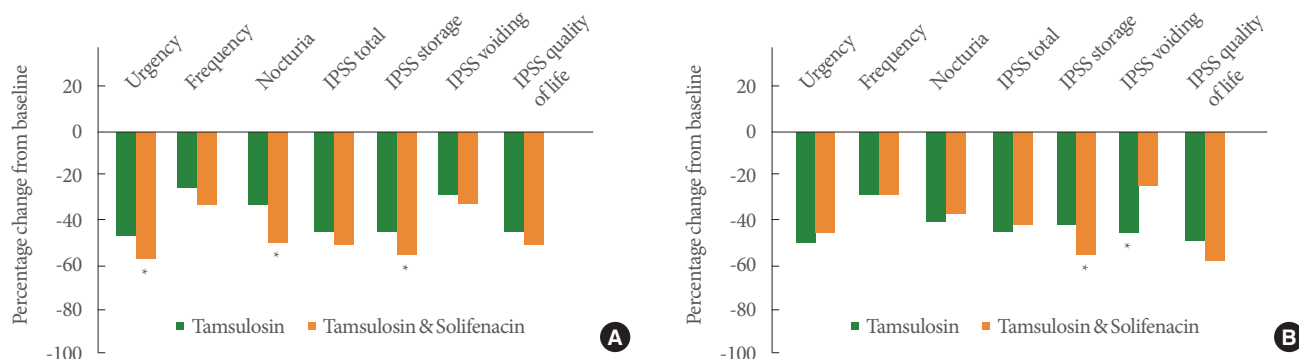 Percentage change from baseline
Urgency
Frequency
Nocturia
IPSS total
IPSS storage
IPSS voiding
IPSS quality
of life
20
0
-20
-40
-60
-80
-100
*
*
*
Tamsulosin
Tamsulosin & Solifenacin
A
Percentage change from baseline
Urgency
Frequency
Nocturia
IPSS total
IPSS storage
IPSS voiding
IPSS quality
of life
20
0
-20
-40
-60
-80
-100
*
*
Tamsulosin
Tamsulosin & Solifenacin
B